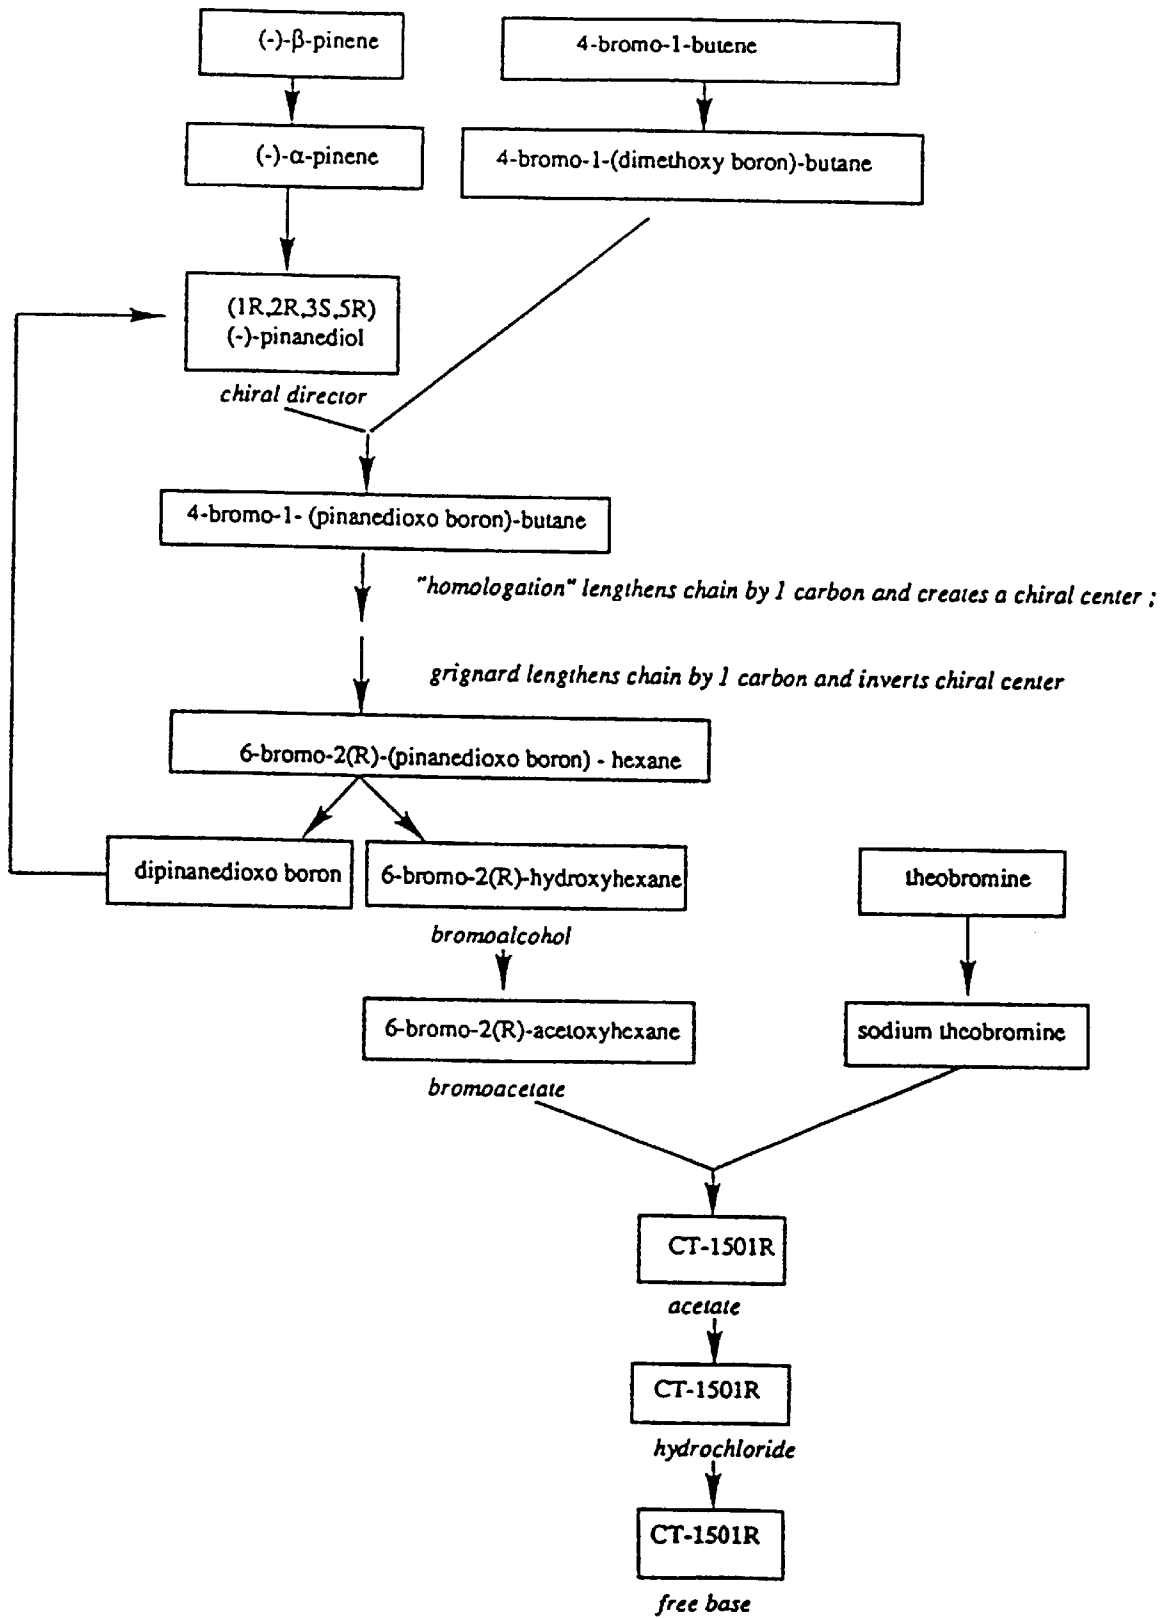 (-)-β-pinene
4-bromo-1-butene
(-)-α-pinene
4-bromo-1-(dimethoxy boron)-butane
(1R,2R,3S,5R)
(-)-pinanediol
chiral director
4-bromo-1- (pinanedioxo boron)-butane
"homologation" lengthens chain by 1 carbon and creates a chiral center ;
grignard lengthens chain by 1 carbon and inverts chiral center
6-bromo-2(R)-(pinanedioxo boron) - hexane
dipinanedioxo boron
6-bromo-2(R)-hydroxyhexane
theobromine
bromoalcohol
6-bromo-2(R)-acetoxyhexane
sodium theobromine
bromoacetate
CT-1501R
acetate
CT-1501R
hydrochloride
CT-1501R
free base